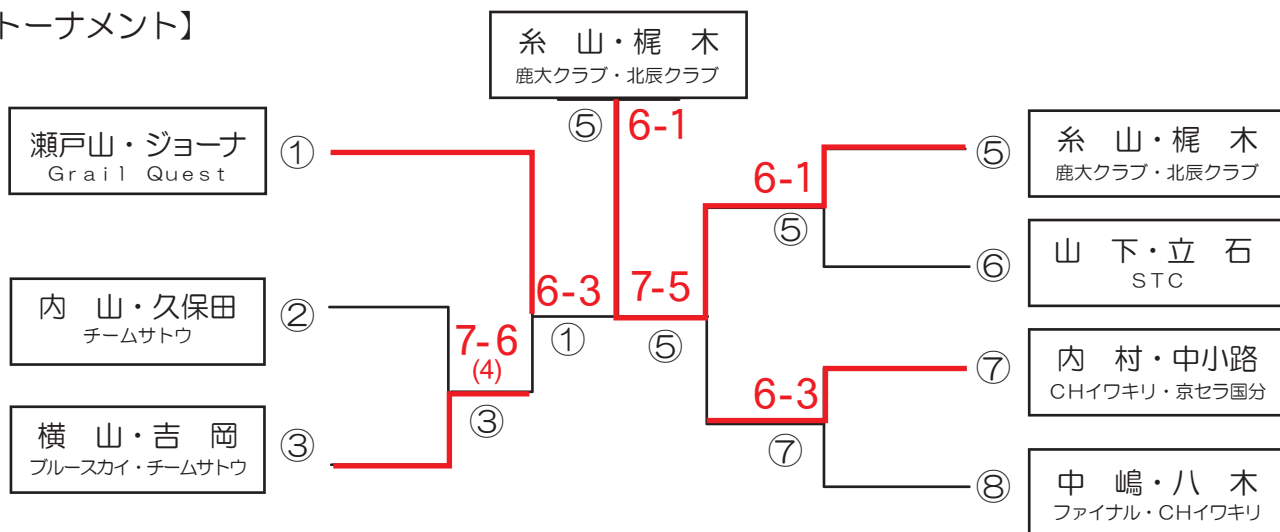 トーナメント】
糸 山・梶 木
鹿大クラブ・北辰クラブ
⑤
6-1
瀬戸山・ジョーナ
Grail Quest
①
内 山・久保田
チームサトウ
②
横 山・吉 岡
ブルースカイ・チームサトウ
③
7-6
(4)
③
6-3
①
7-5
⑤
6-1
⑤
6-3
⑦
⑤
糸 山・梶 木
鹿大クラブ・北辰クラブ
⑥
山 下・立 石
STC
⑦
内 村・中小路
CHイワキリ・京セラ国分
⑧
中 嶋・八 木
ファイナル・CHイワキリ